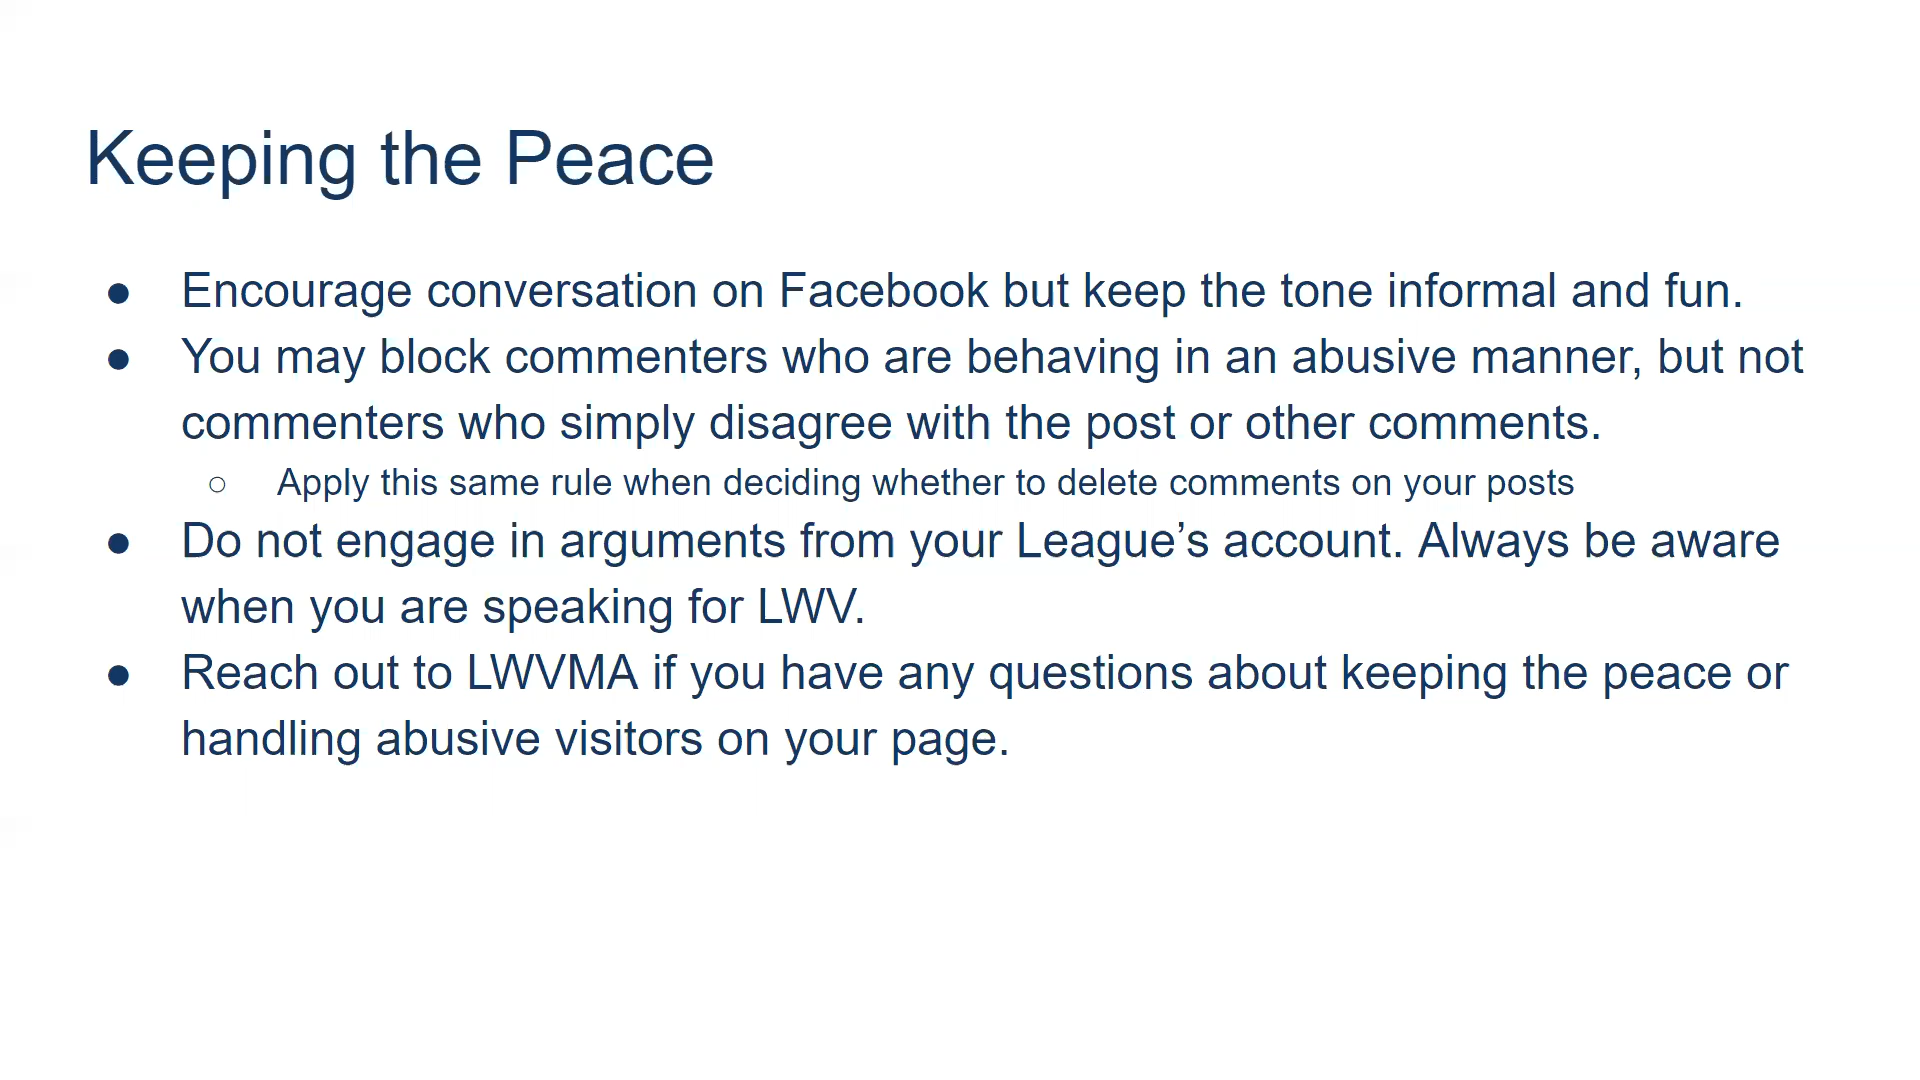 Keeping the Peace
● Encourage conversation on Facebook but keep the tone informal and fun.
● You may block commenters who are behaving in an abusive manner, but not
commenters who simply disagree with the post or other comments.
○ Apply this same rule when deciding whether to delete comments on your posts
● Do not engage in arguments from your League’s account. Always be aware
when you are speaking for LWV.
● Reach out to LWVMA if you have any questions about keeping the peace or
handling abusive visitors on your page.